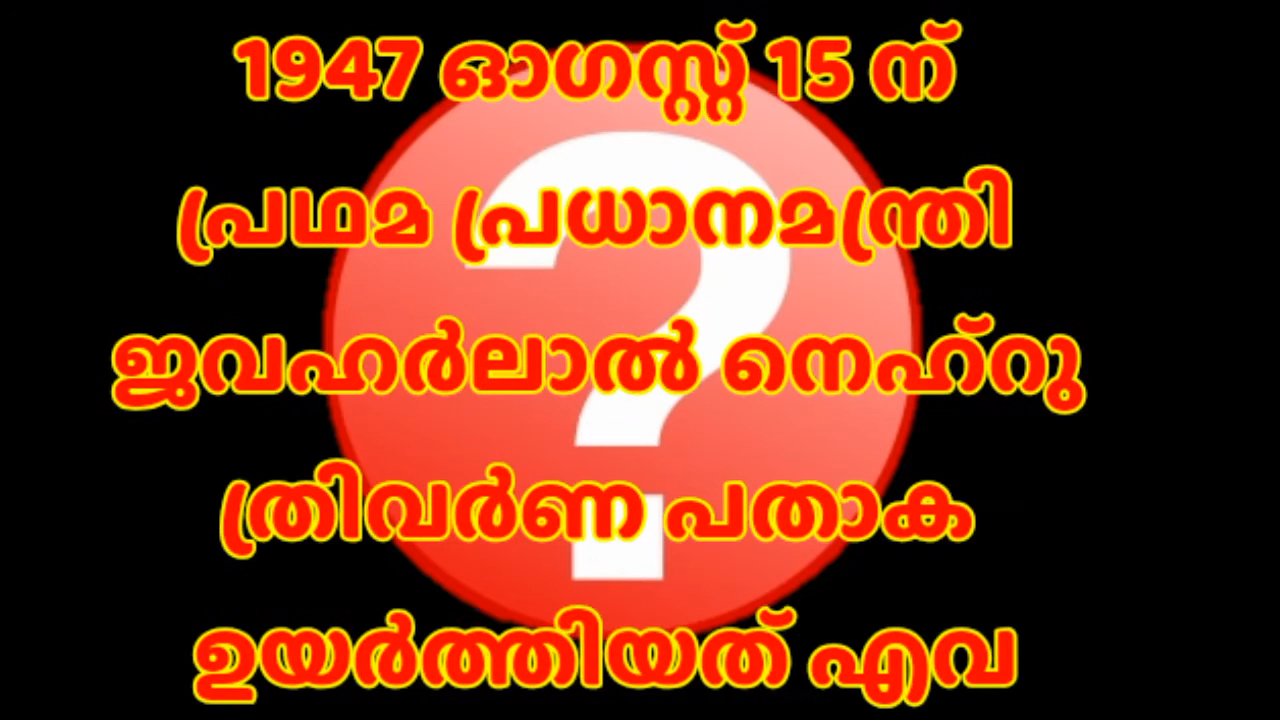 1947 ഓഗസ്റ്റ് 15 ന്
പ്രഥമ പ്രധാനമന്ത്രി
ജവഹർലാൽ നെഹ്റു
ത്രിവർണ പതാക
ഉയർത്തിയത് എവ